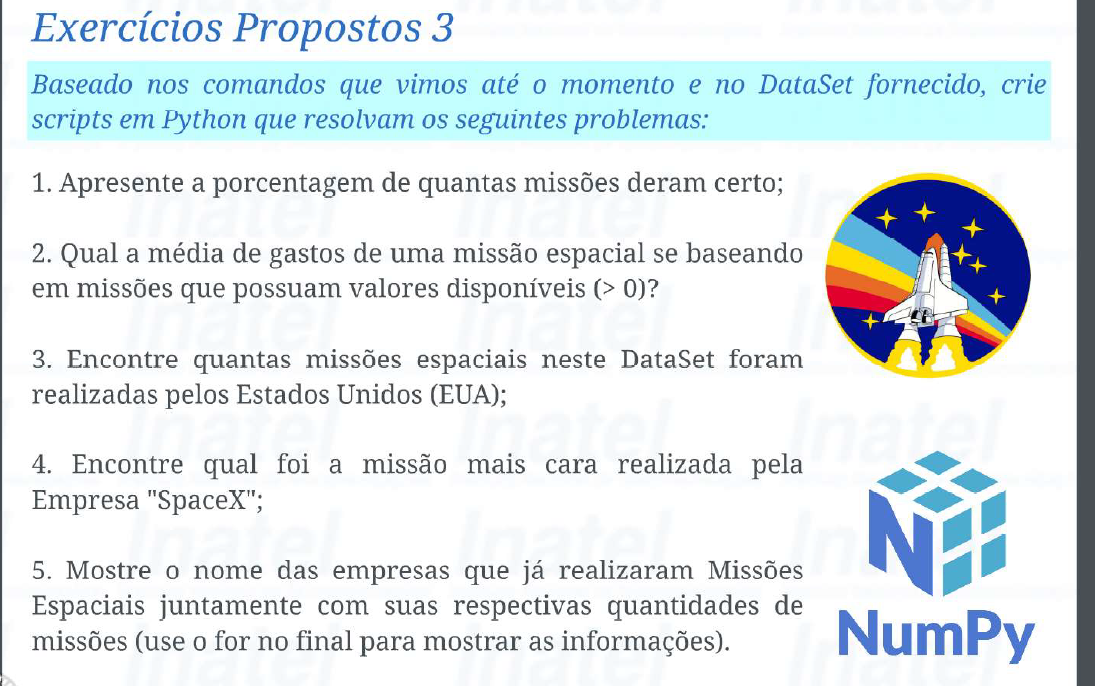 Exercícios Propostos 3
Baseado nos comandos que vimos até o momento e no DataSet fornecido, crie
scripts em Python que resolvam os seguintes problemas:
1. Apresente a porcentagem de quantas missões deram certo;
2. Qual a média de gastos de uma missão espacial se baseando
em missões que possuam valores disponíveis (> 0)?
3. Encontre quantas missões espaciais neste DataSet foram
realizadas pelos Estados Unidos (EUA);
4. Encontre qual foi a missão mais cara realizada pela
Empresa "SpaceX";
5. Mostre o nome das empresas que já realizaram Missões
Espaciais juntamente com suas respectivas quantidades de
missões (use o for no final para mostrar as informações).
NumPy
Inatel